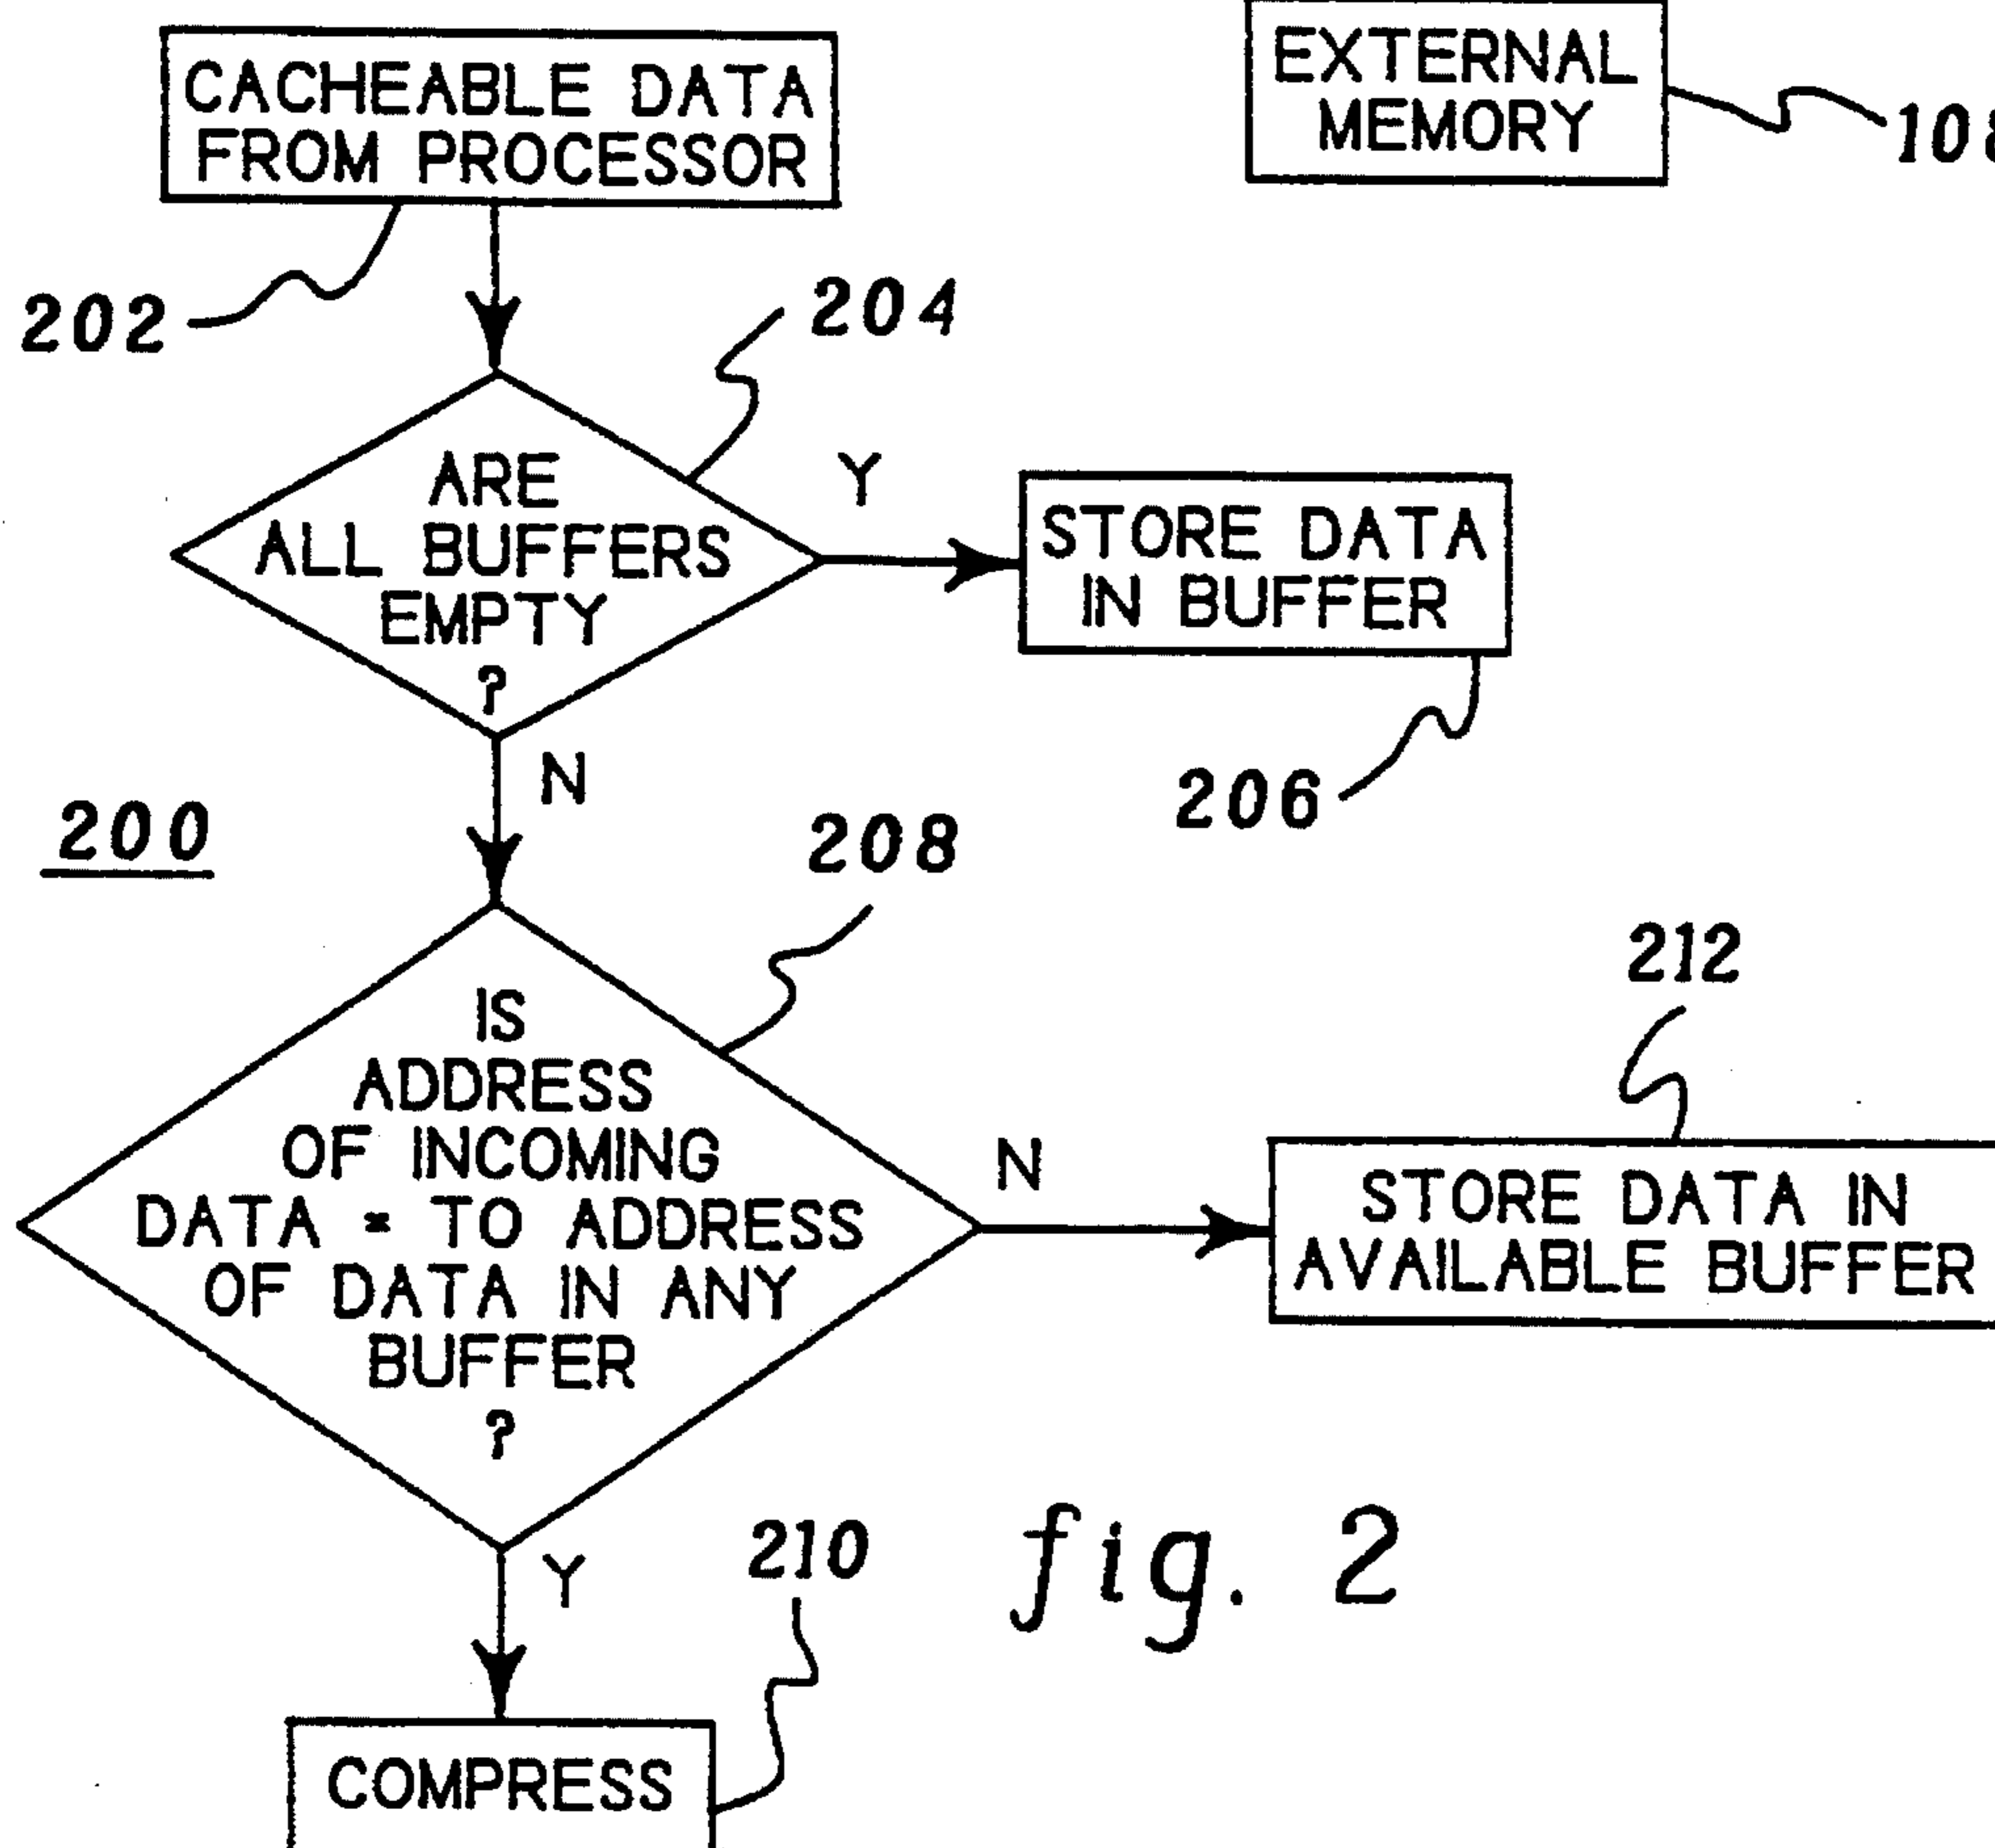 CACHEABLE DATA
FROM PROCESSOR
EXTERNAL
MEMORY
202
204
ARE
ALL BUFFERS
EMPTY
?
Y
STORE DATA
IN BUFFER
206
N
200
208
IS
ADDRESS
OF INCOMING
DATA = TO ADDRESS
OF DATA IN ANY
BUFFER
?
N
212
STORE DATA IN
AVAILABLE BUFFER
Y
210
fig. 2
COMPRESS